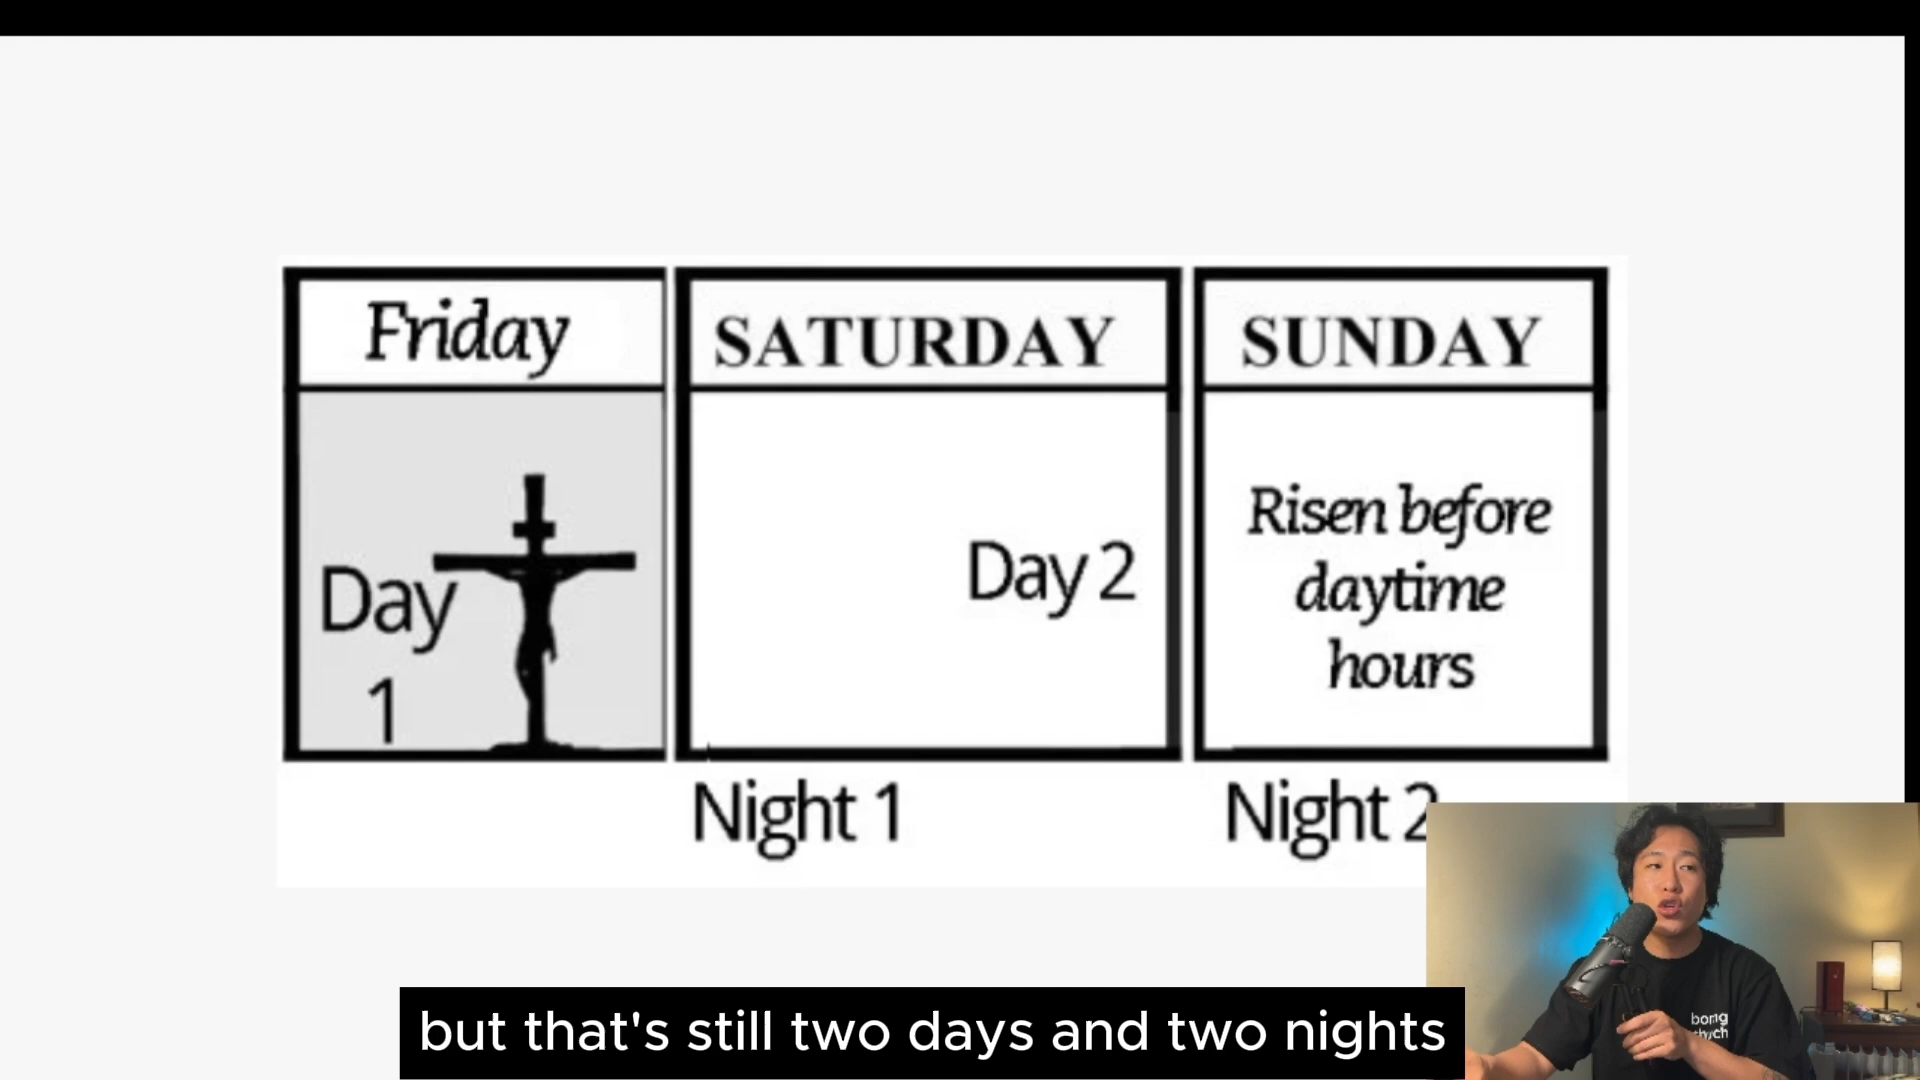 Friday
SATURDAY
SUNDAY
Day
1
Day 2
Risen before
daytime
hours
Night 1
Night 2
but that's still two days and two nights